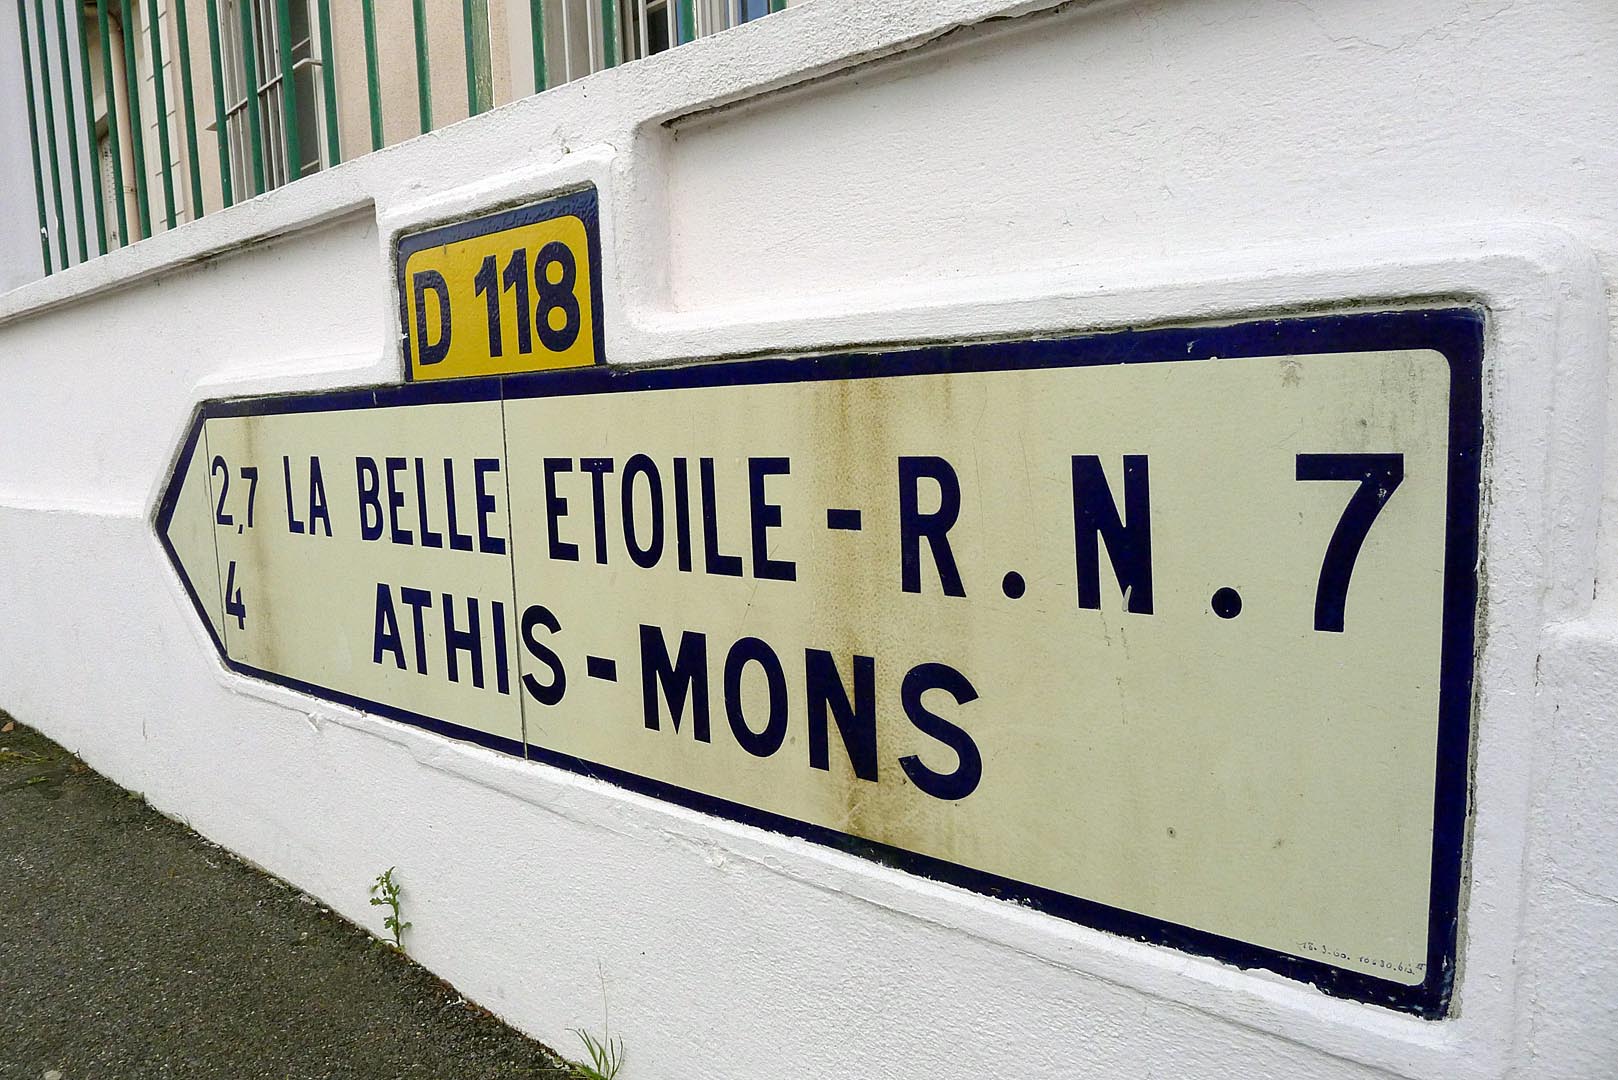 D 118
2,7 LA BELLE ETOILE - R.N.7
4 ATHIS-MONS